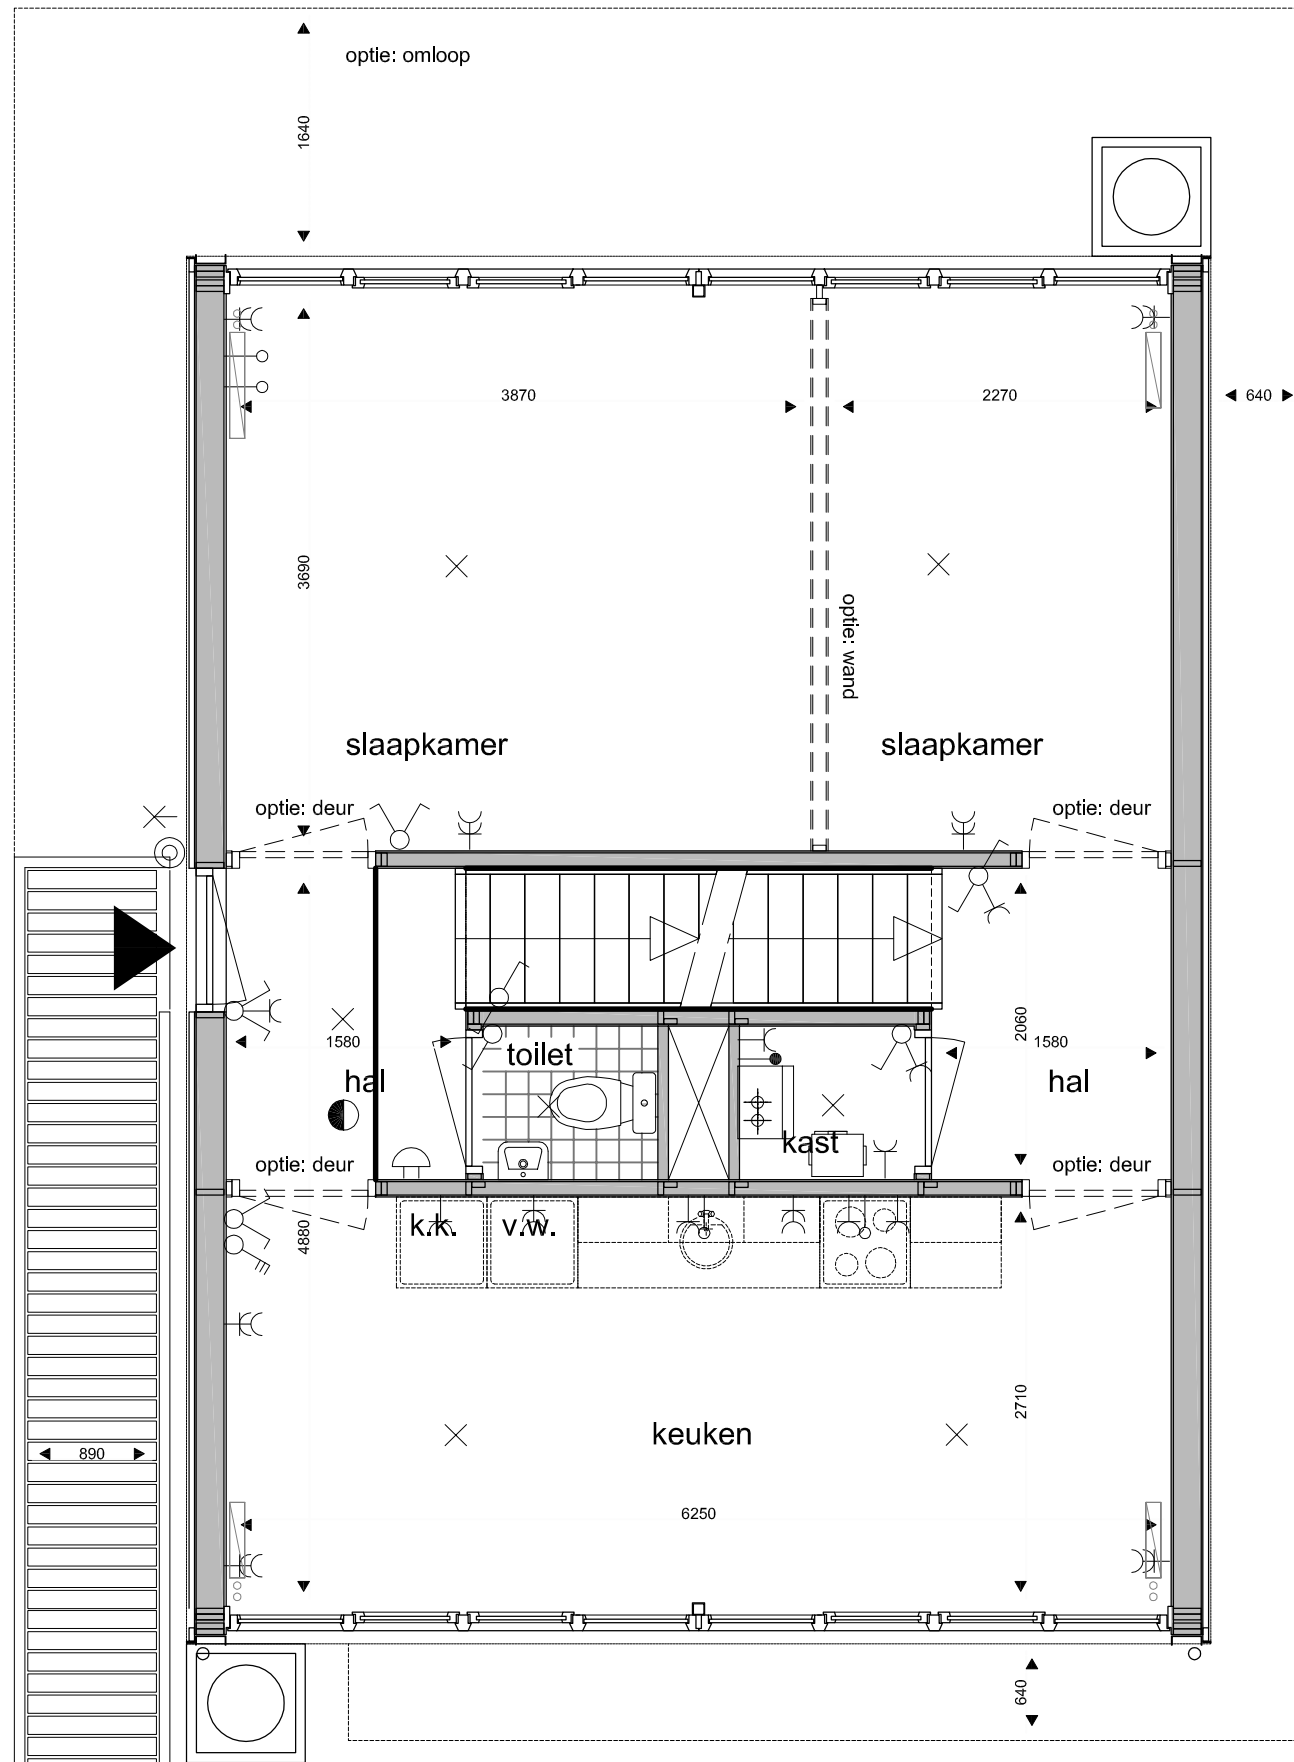 optie: omloop
1640
3870
2270
640
3690
optie: wand
slaapkamer
slaapkamer
optie: deur
optie: deur
2060
1580
1580
toilet
hal
hal
kast
optie: deur
optie: deur
k.k.
v.w.
4880
2710
keuken
890
6250
640